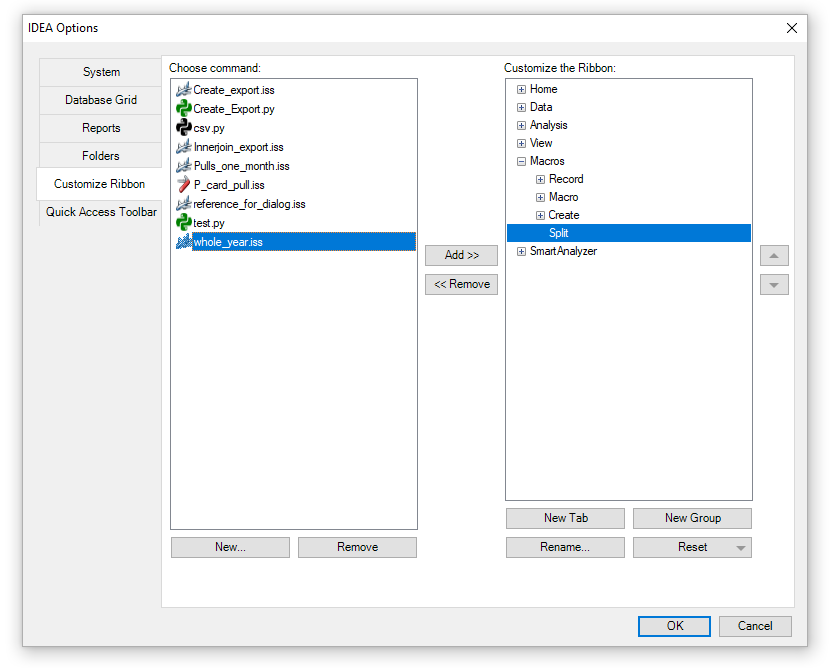 IDEA Options
System
Database Grid
Reports
Folders
Customize Ribbon
Quick Access Toolbar
Choose command:
Create_export.iss
Create_Export.py
csv.py
Innerjoin_export.iss
Pulls_one_month.iss
P_card_pull.iss
reference_for_dialog.iss
test.py
whole_year.iss
New...
Remove
Add >>
<< Remove
Customize the Ribbon:
Home
Data
Analysis
View
Macros
Record
Macro
Create
Split
SmartAnalyzer
New Tab
New Group
Rename...
Reset
OK
Cancel